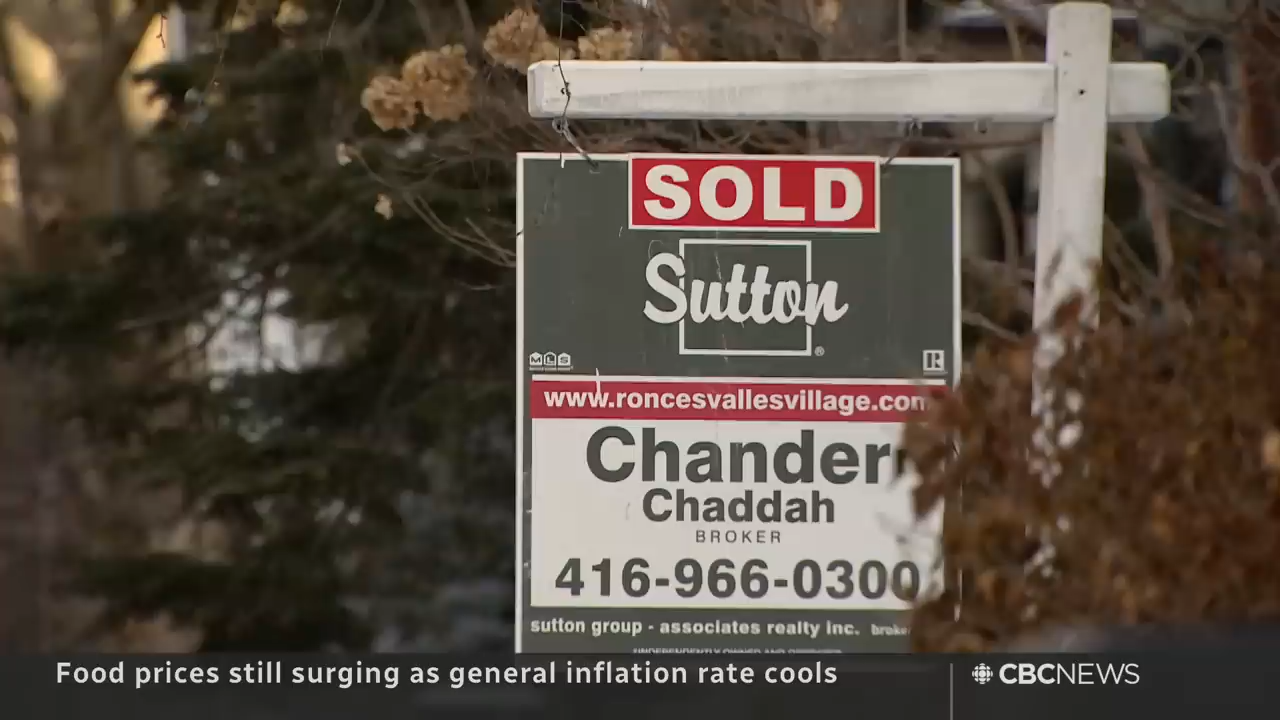 SOLD
Sutton
®
MLS
R
www.roncesvallesvillage.com
Chander
Chaddah
BROKER
416-966-0300
sutton group - associates realty inc.
Food prices still surging as general inflation rate cools
CBCNEWS